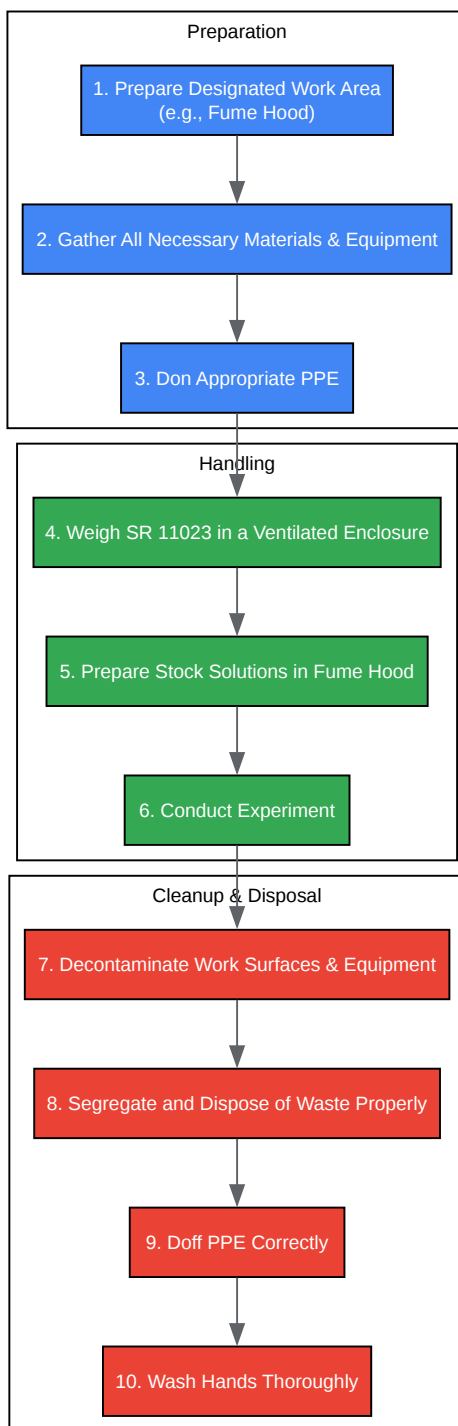 Preparation
1. Prepare Designated Work Area
(e.g., Fume Hood)
2. Gather All Necessary Materials & Equipment
3. Don Appropriate PPE
Handling
4. Weigh SR 11023 in a Ventilated Enclosure
5. Prepare Stock Solutions in Fume Hood
6. Conduct Experiment
Cleanup & Disposal
7. Decontaminate Work Surfaces & Equipment
8. Segregate and Dispose of Waste Properly
9. Doff PPE Correctly
10. Wash Hands Thoroughly